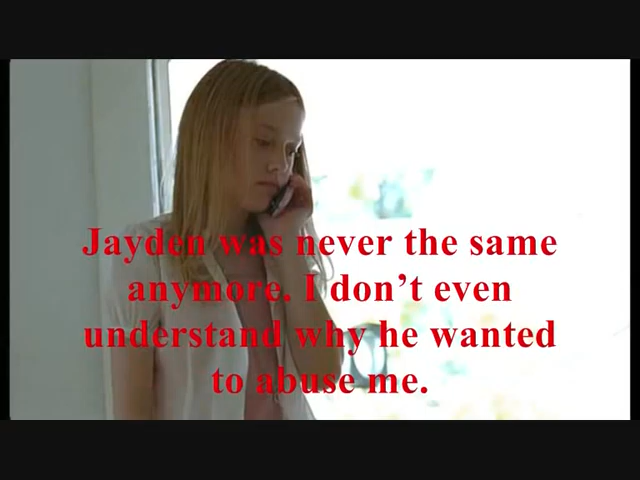 Jayden was never the same
anymore. I don’t even
understand why he wanted
to abuse me.